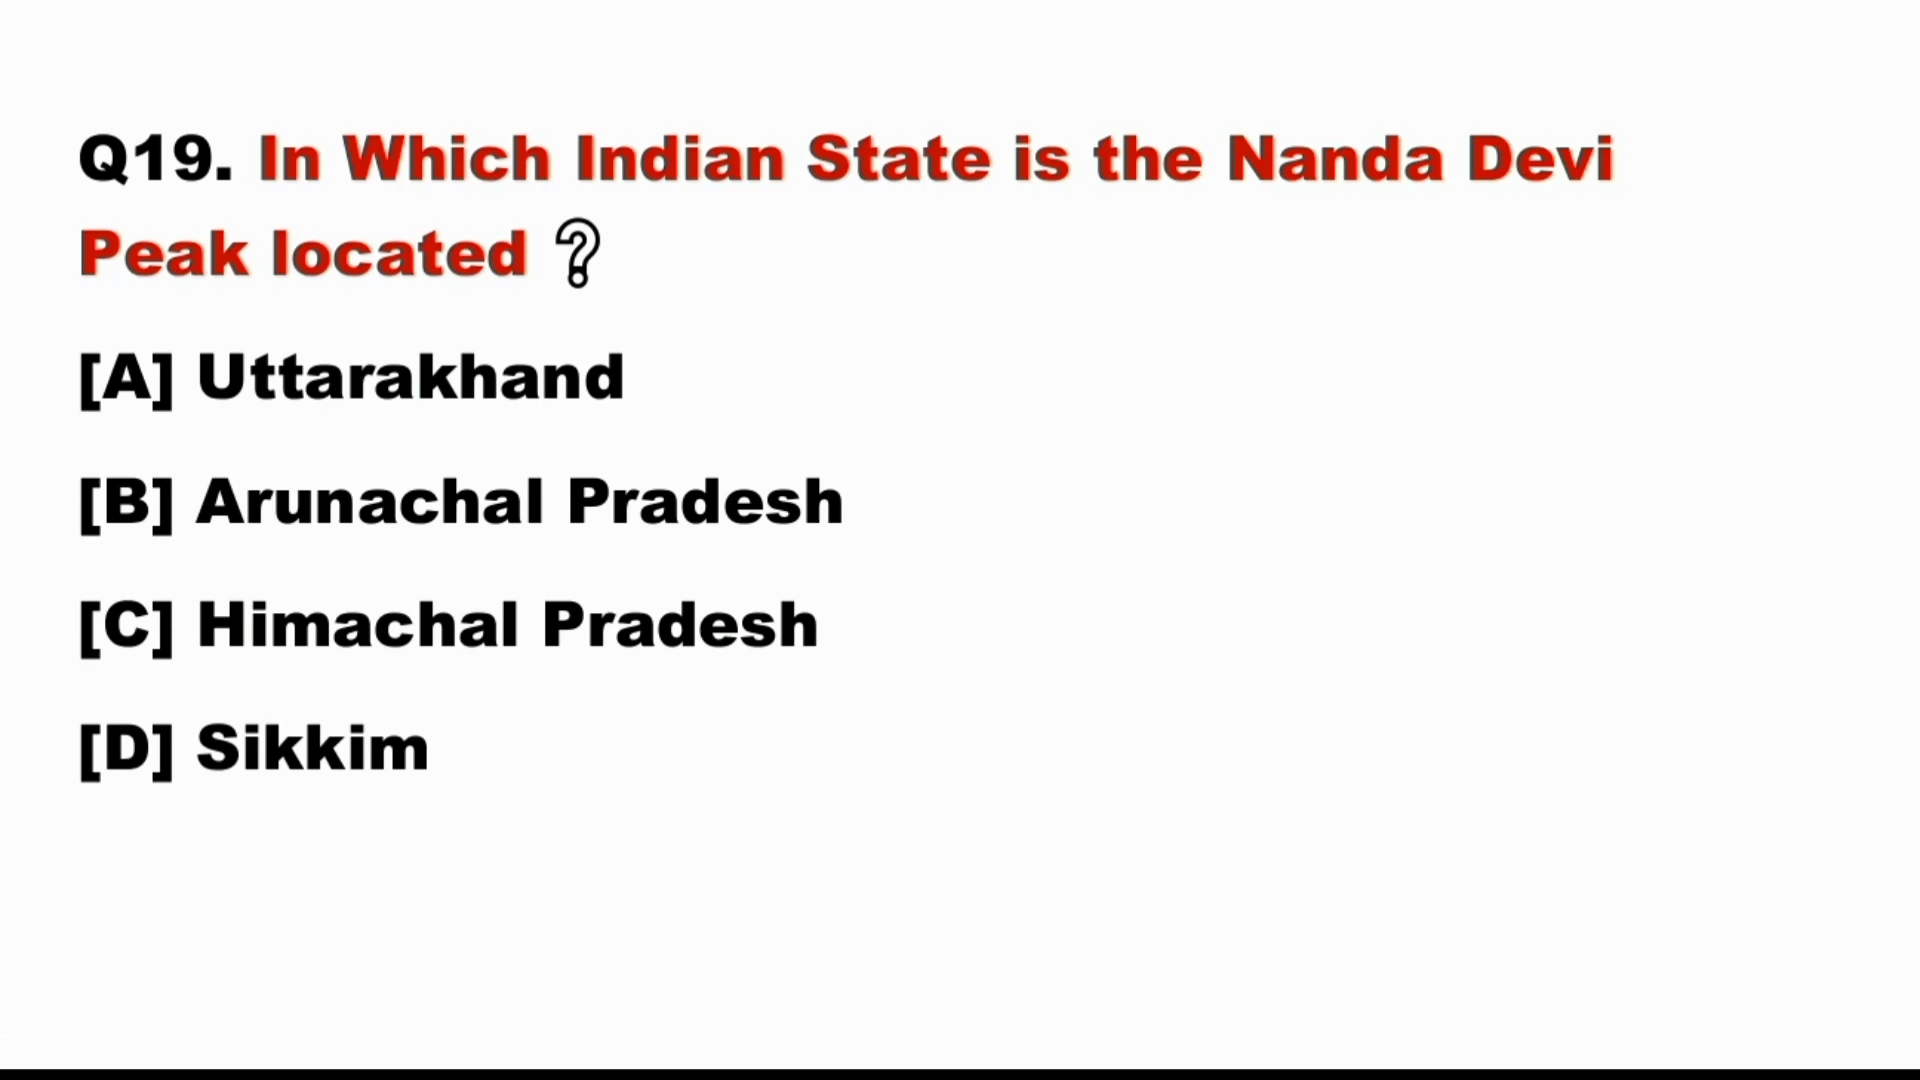 Q19. In Which Indian State is the Nanda Devi
Peak located ?
[A] Uttarakhand
[B] Arunachal Pradesh
[C] Himachal Pradesh
[D] Sikkim